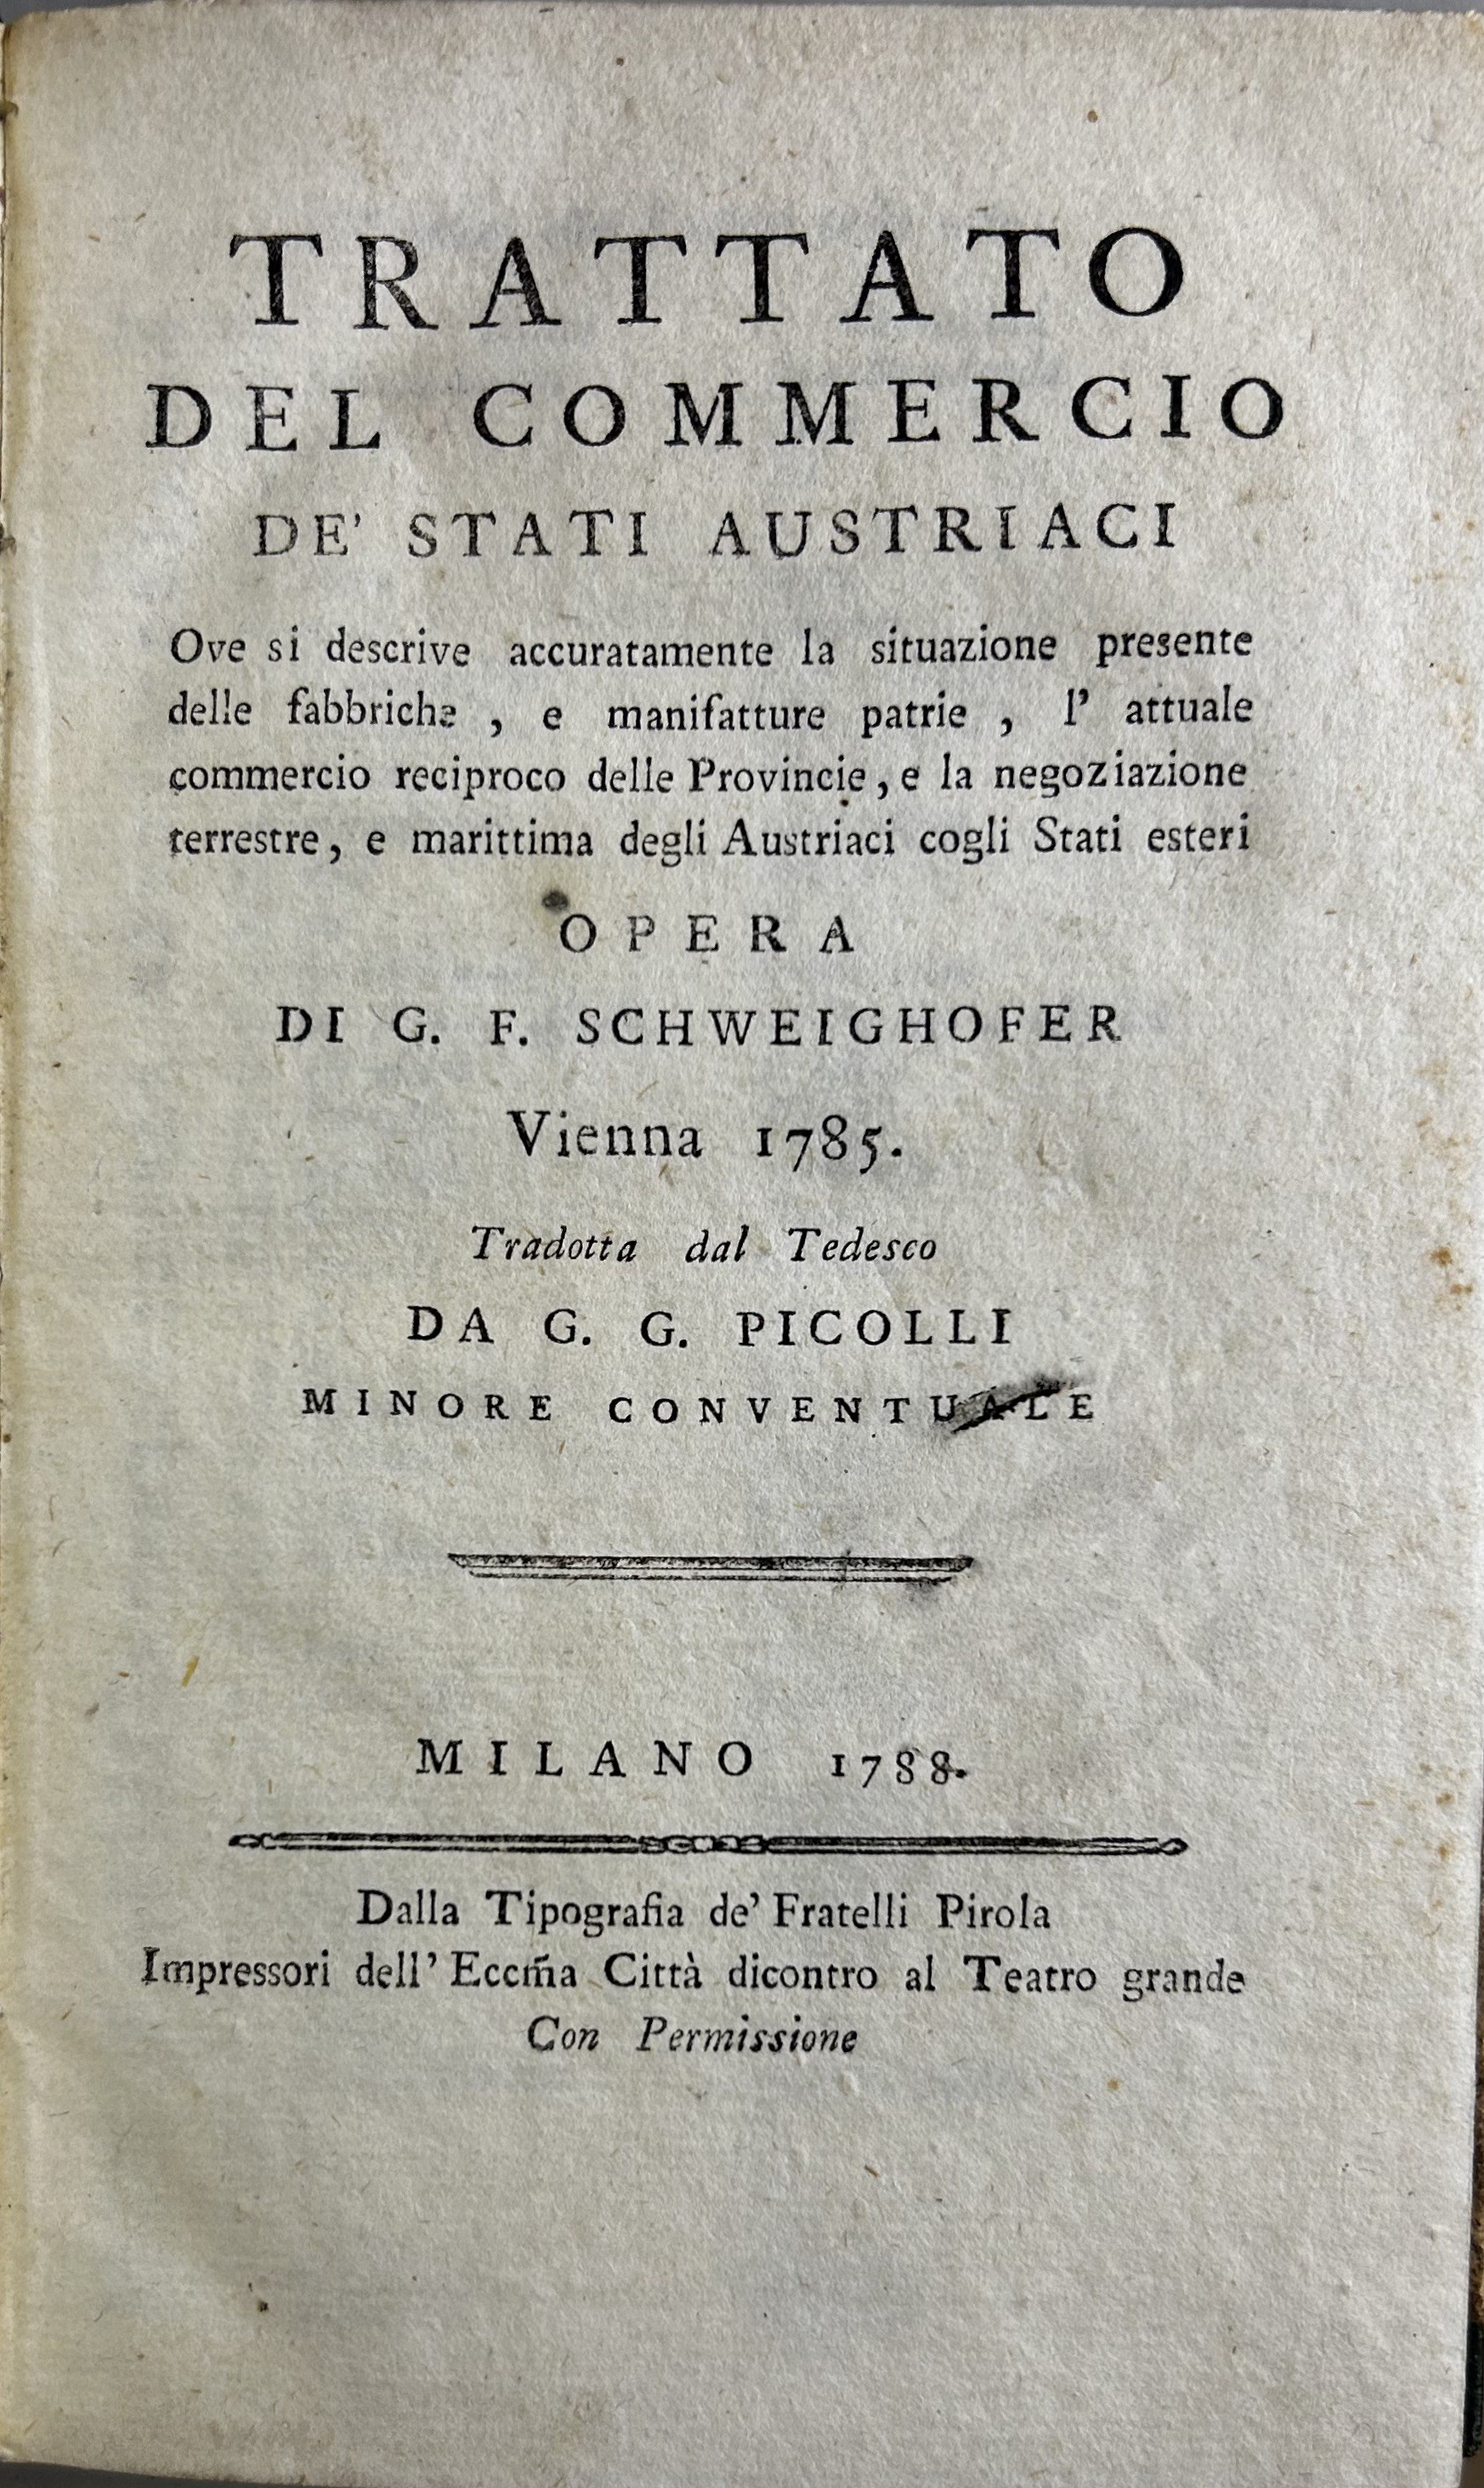 TRATTATO
DEL COMMERCIO
DE' STATI AUSTRIACI
Ove si descrive accuratamente la situazione presente
delle fabbriche , e manifatture patrie , l' attuale
commercio reciproco delle Provincie, e la negoziazione
terrestre, e marittima degli Austriaci cogli Stati esteri
OPERA
DI G. F. SCHWEIGHOFER
Vienna 1785.
Tradotta dal Tedesco
DA G. G. PICOLLI
MINORE CONVENTUALE
MILANO 1788.
Dalla Tipografia de' Fratelli Pirola
Impressori dell' Eccm̃a Città dicontro al Teatro grande
Con Permissione